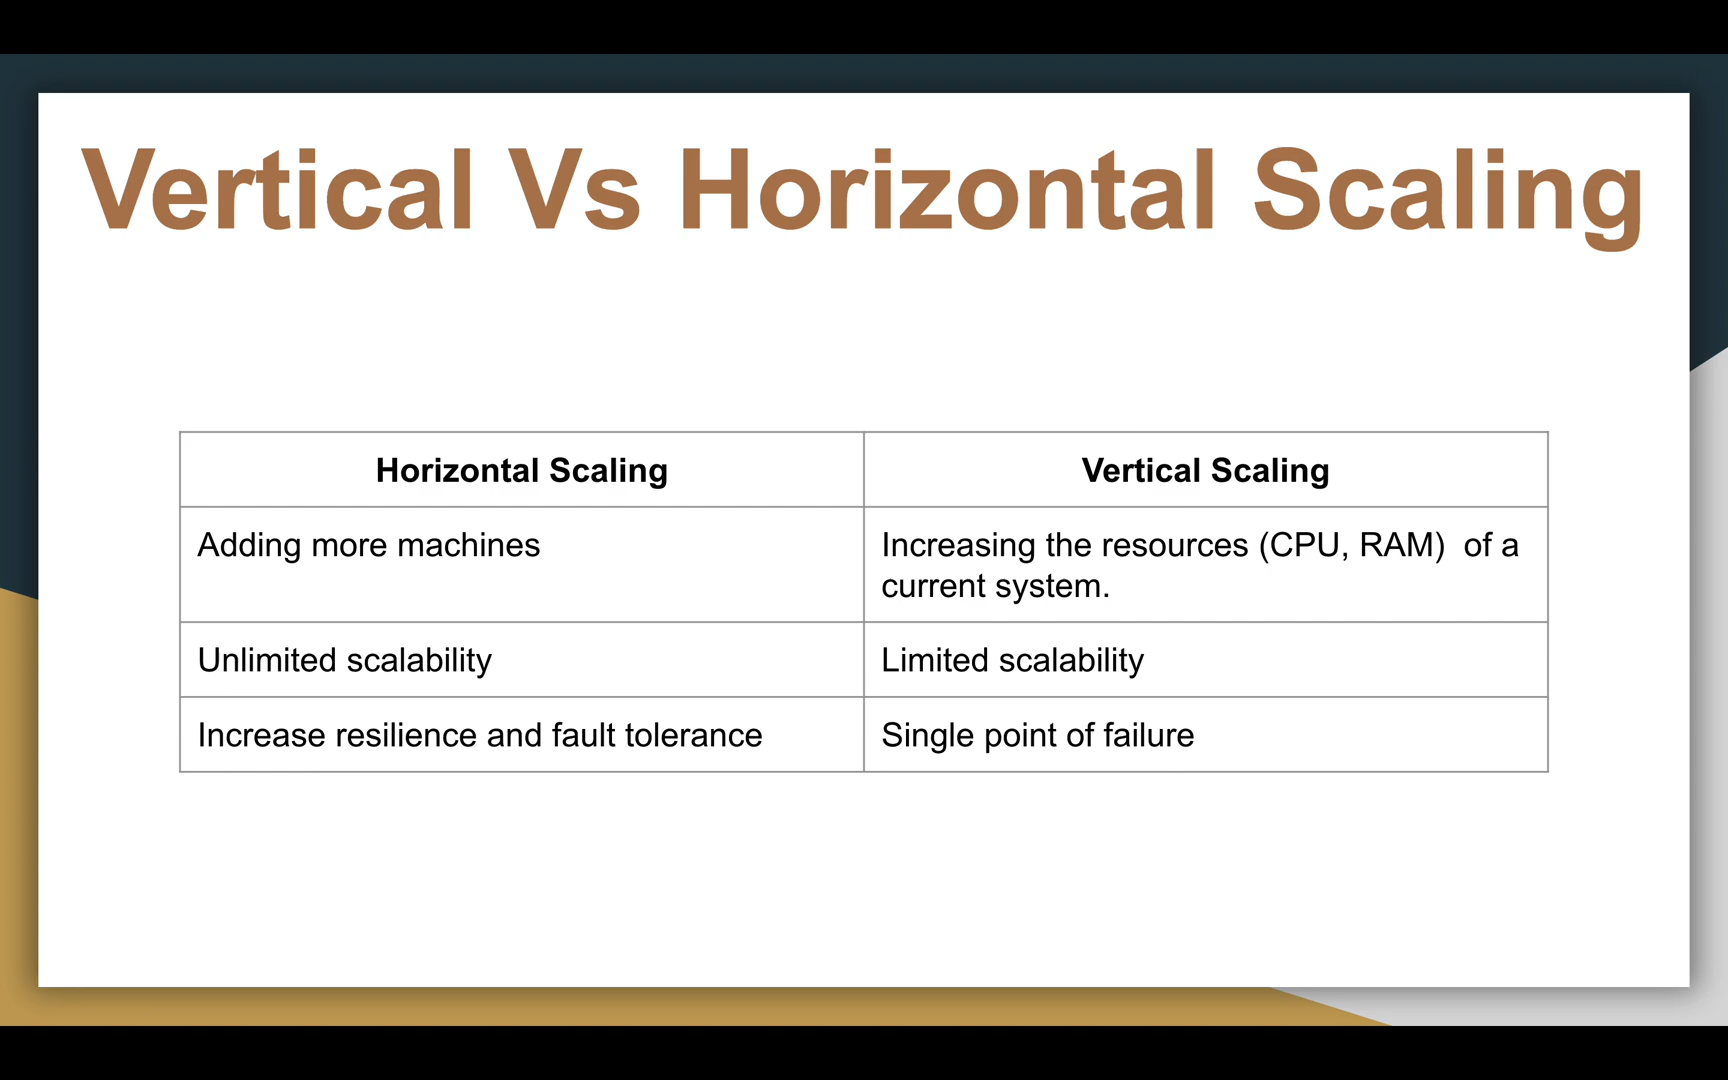 Vertical Vs Horizontal Scaling
Horizontal Scaling
Vertical Scaling
Adding more machines
Increasing the resources (CPU, RAM)  of a
current system.
Unlimited scalability
Limited scalability
Increase resilience and fault tolerance
Single point of failure